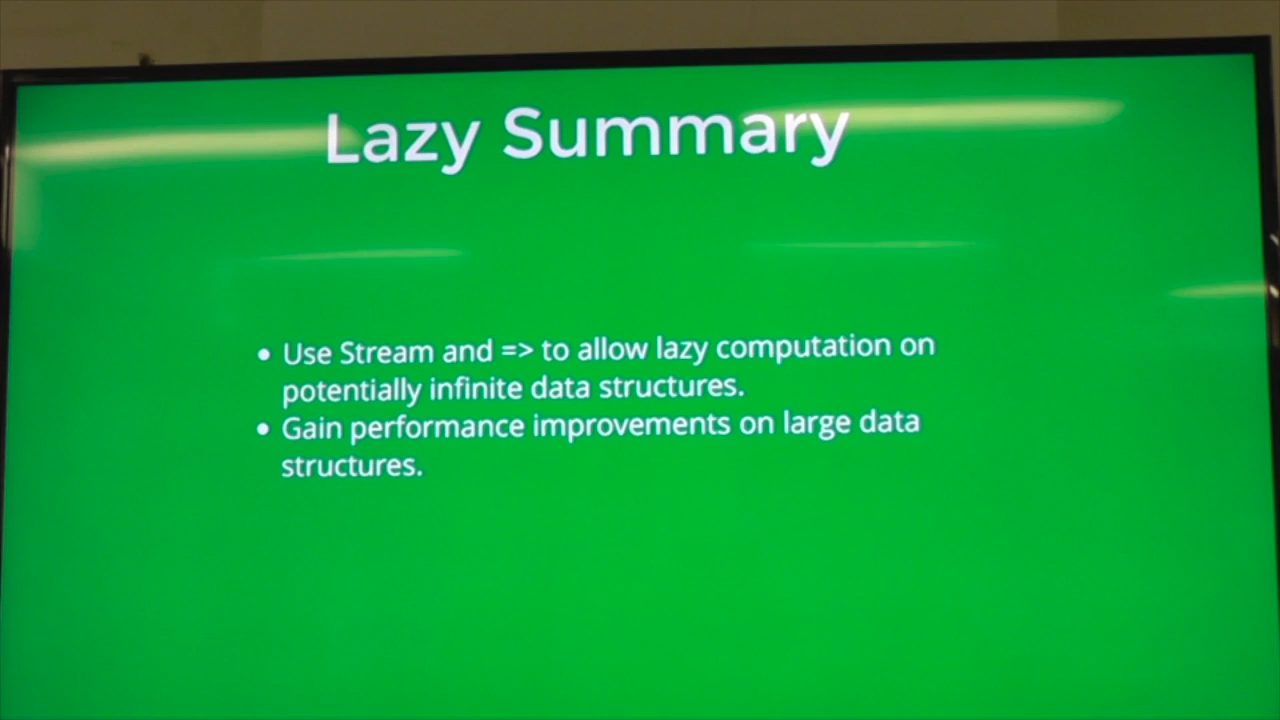 Lazy Summary
• Use Stream and => to allow lazy computation on
potentially infinite data structures.
• Gain performance improvements on large data
structures.